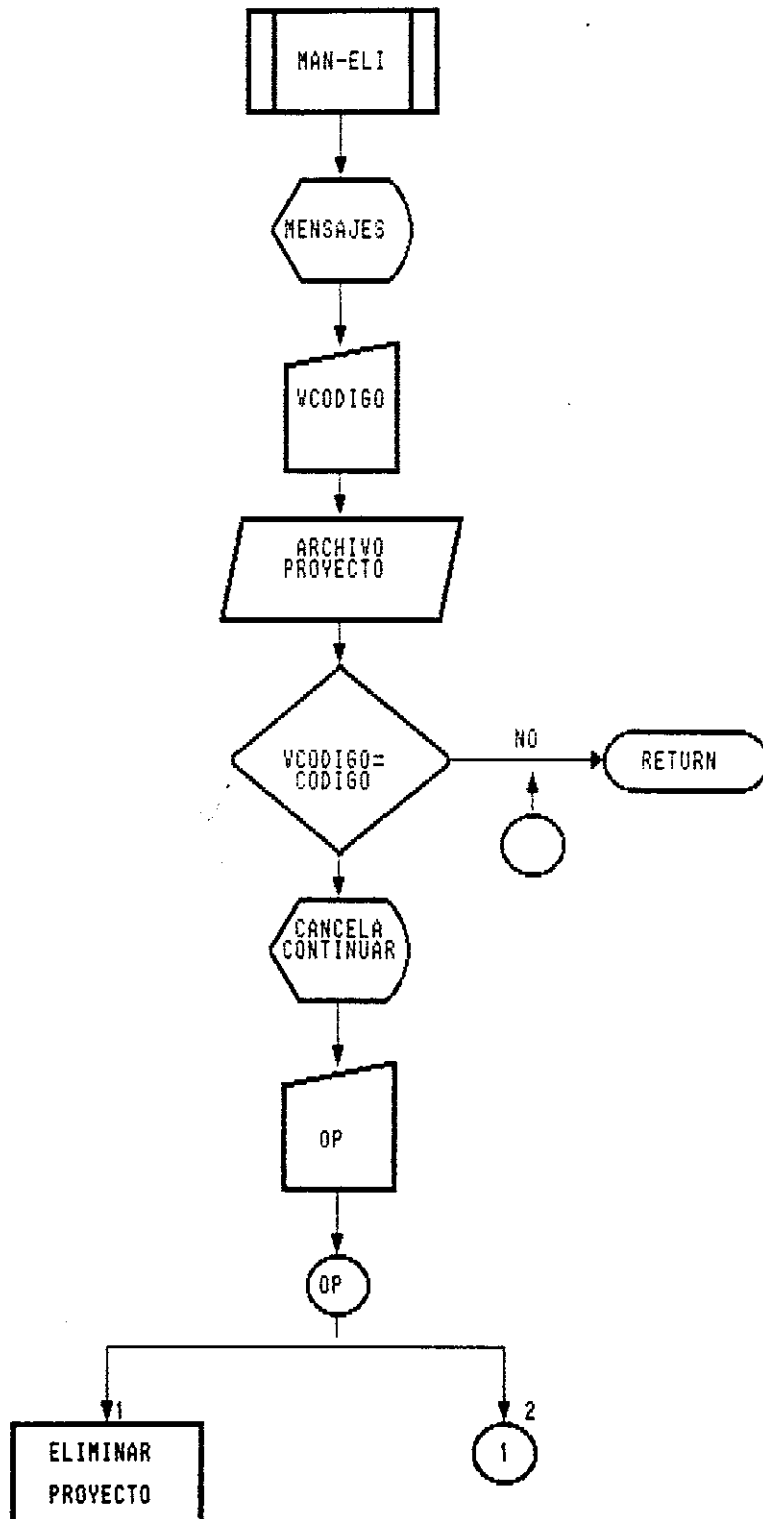 MAN-ELI
MENSAJES
VCODIGO
ARCHIVO
PROYECTO
VCODIGO=
CODIGO
NO
RETURN
CANCELA
CONTINUAR
OP
OP
1
2
ELIMINAR
1
PROYECTO